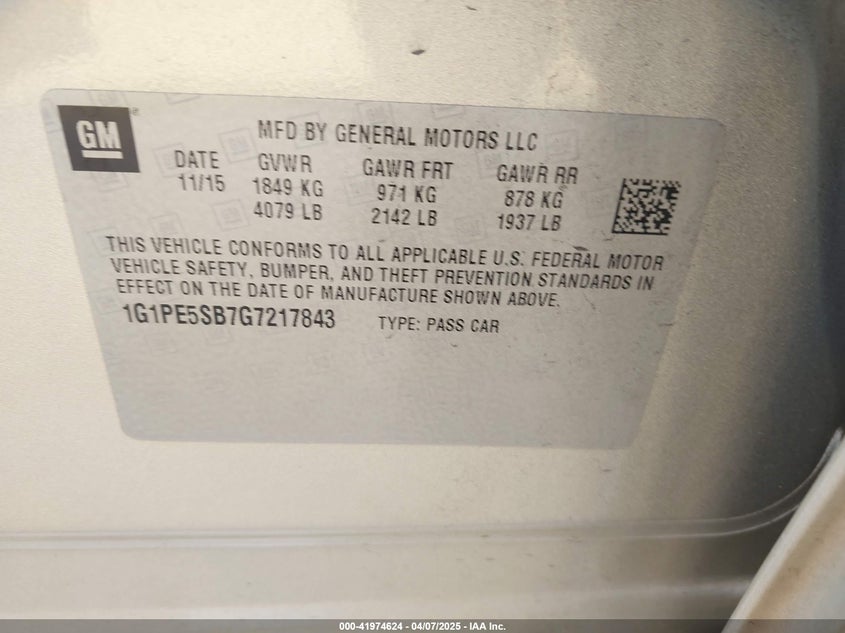 GM
MFD BY GENERAL MOTORS LLC
DATE GVWR GAWR FRT GAWR RR
11/15 1849 KG 971 KG 878 KG
4079 LB 2142 LB 1937 LB
THIS VEHICLE CONFORMS TO ALL APPLICABLE U.S. FEDERAL MOTOR
VEHICLE SAFETY, BUMPER, AND THEFT PREVENTION STANDARDS IN
EFFECT ON THE DATE OF MANUFACTURE SHOWN ABOVE.
1G1PE5SB7G7217843 TYPE: PASS CAR
000-41974624 - 04/07/2025 - IAA Inc.